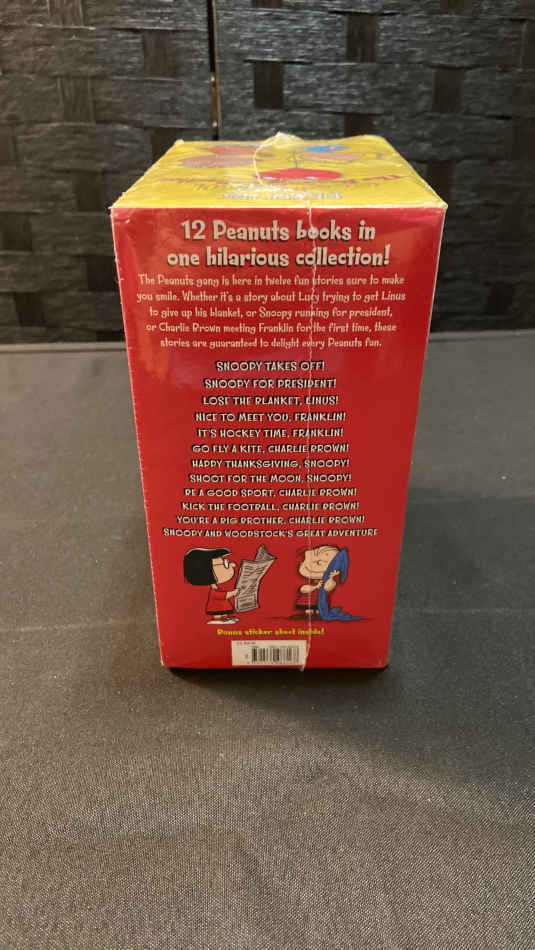 12 Peanuts books in
one hilarious collection!
The Peanuts gang is here in twelve fun stories sure to make
you smile. Whether it's a story about Lucy trying to get Linus
to give up his blanket, or Snoopy running for president,
or Charlie Brown meeting Franklin for the first time, these
stories are guaranteed to delight every Peanuts fan.
SNOOPY TAKES OFF!
SNOOPY FOR PRESIDENT!
LOSE THE BLANKET, LINUS!
NICE TO MEET YOU, FRANKLIN!
IT'S HOCKEY TIME, FRANKLIN!
GO FLY A KITE, CHARLIE BROWN!
HAPPY THANKSGIVING, SNOOPY!
SHOOT FOR THE MOON, SNOOPY!
BE A GOOD SPORT, CHARLIE BROWN!
KICK THE FOOTBALL, CHARLIE BROWN!
YOU'RE A BIG BROTHER, CHARLIE BROWN!
SNOOPY AND WOODSTOCK'S GREAT ADVENTURE
Bonus sticker sheet inside!